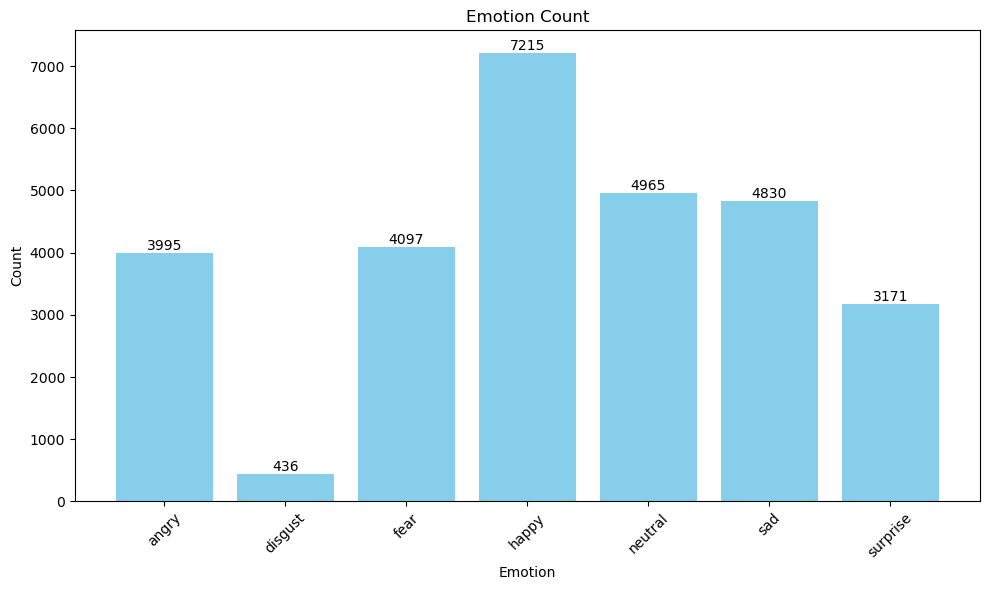 Emotion Count
7215
7000
6000
5000
4965
4830
4000
3995
4097
3171
3000
2000
1000
436
0
Count
angry
disgust
fear
happy
neutral
sad
surprise
Emotion